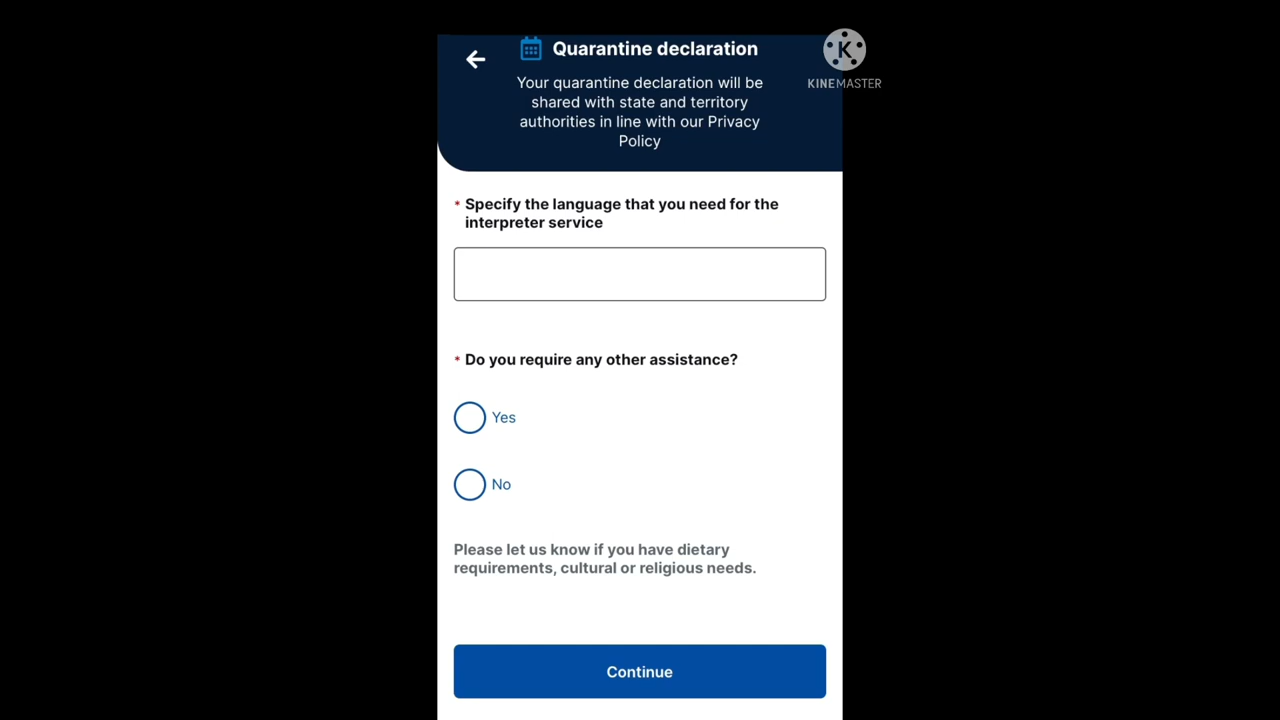 Quarantine declaration
Your quarantine declaration will be
shared with state and territory
authorities in line with our Privacy
Policy
K
KINEMASTER
* Specify the language that you need for the
interpreter service
* Do you require any other assistance?
Yes
No
Please let us know if you have dietary
requirements, cultural or religious needs.
Continue